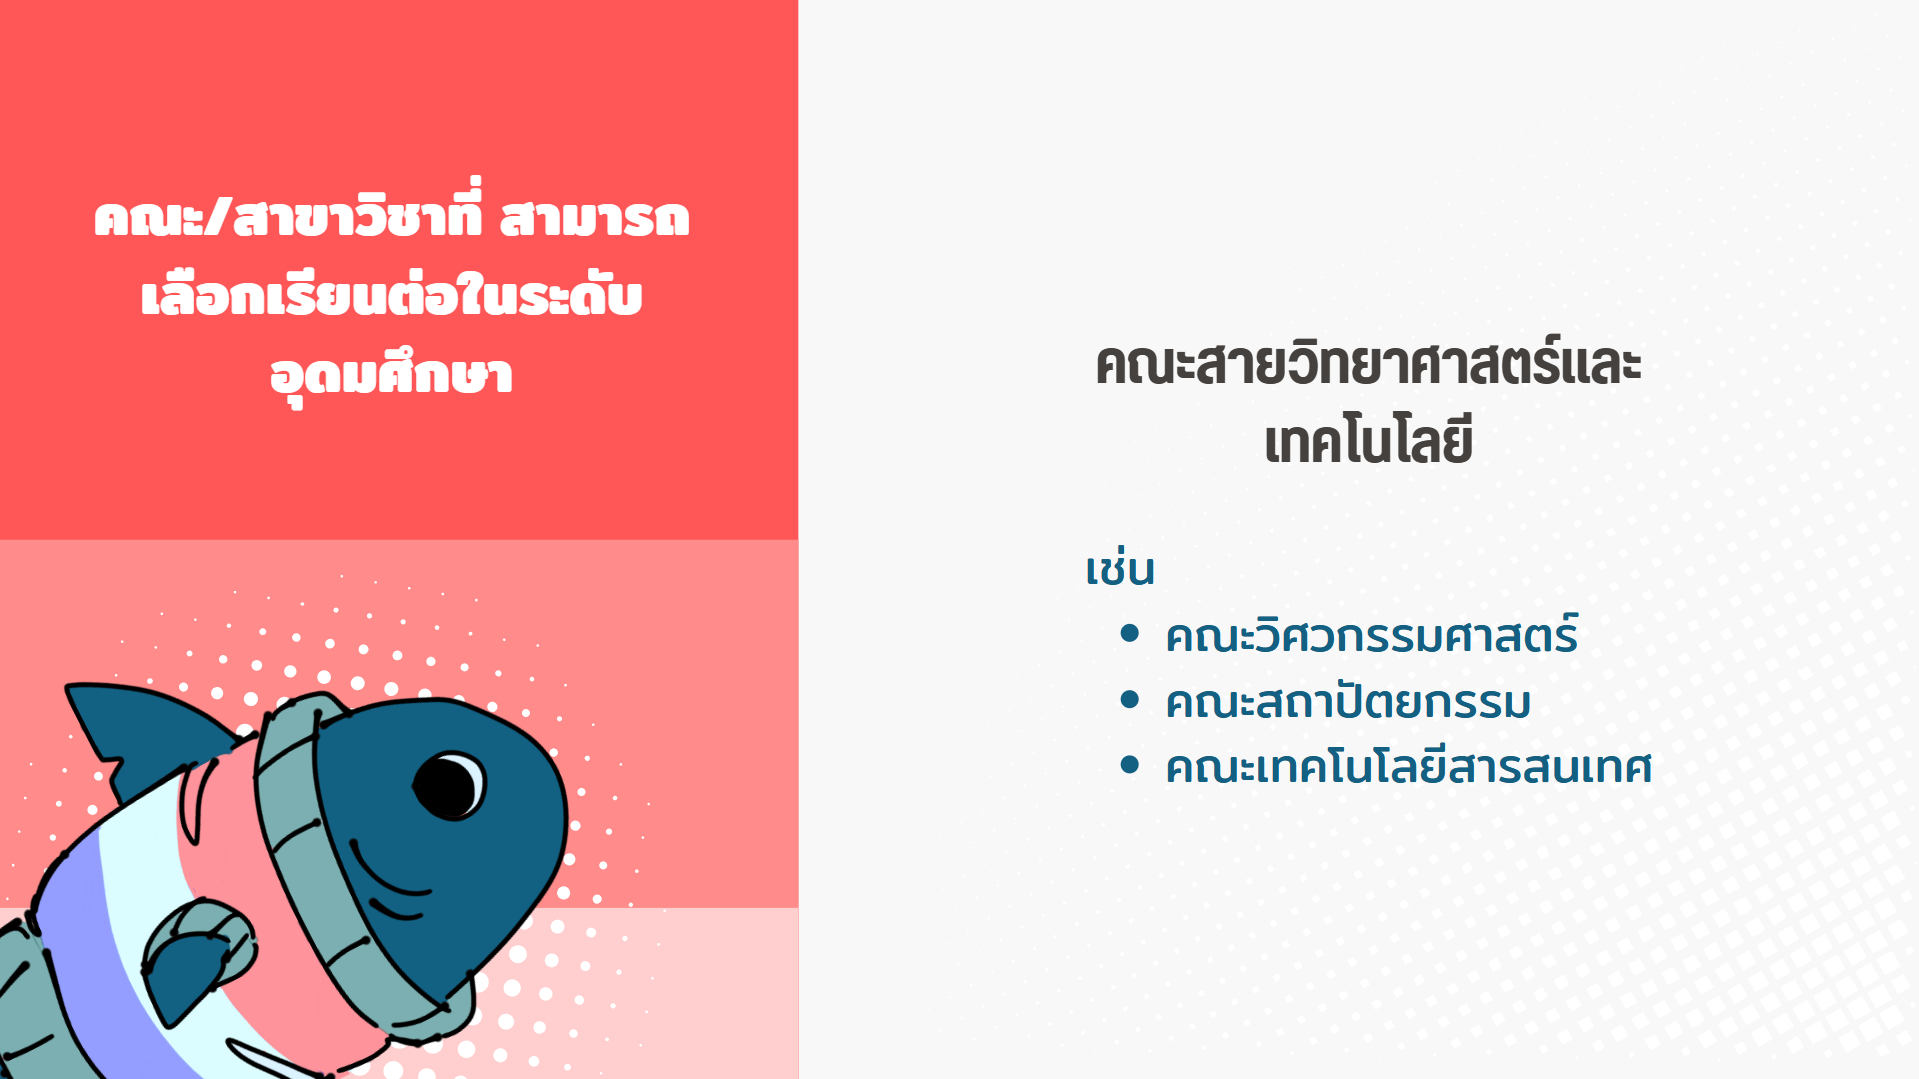 คณะ/สาขาวิชาที่ สามารถ
เลือกเรียนต่อในระดับ
อุดมศึกษา
คณะสายวิทยาศาสตร์และ
เทคโนโลยี
เช่น
• คณะวิศวกรรมศาสตร์
• คณะสถาปัตยกรรม
• คณะเทคโนโลยีสารสนเทศ